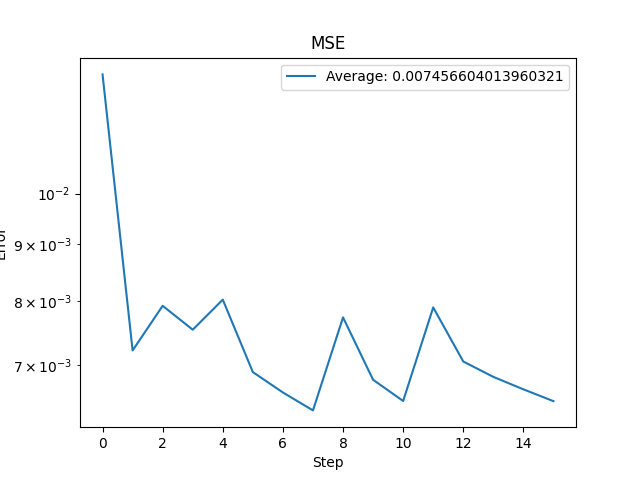 MSE
Average: 0.007456604013960321
Error
10⁻²
9 × 10⁻³
8 × 10⁻³
7 × 10⁻³
0 2 4 6 8 10 12 14
Step